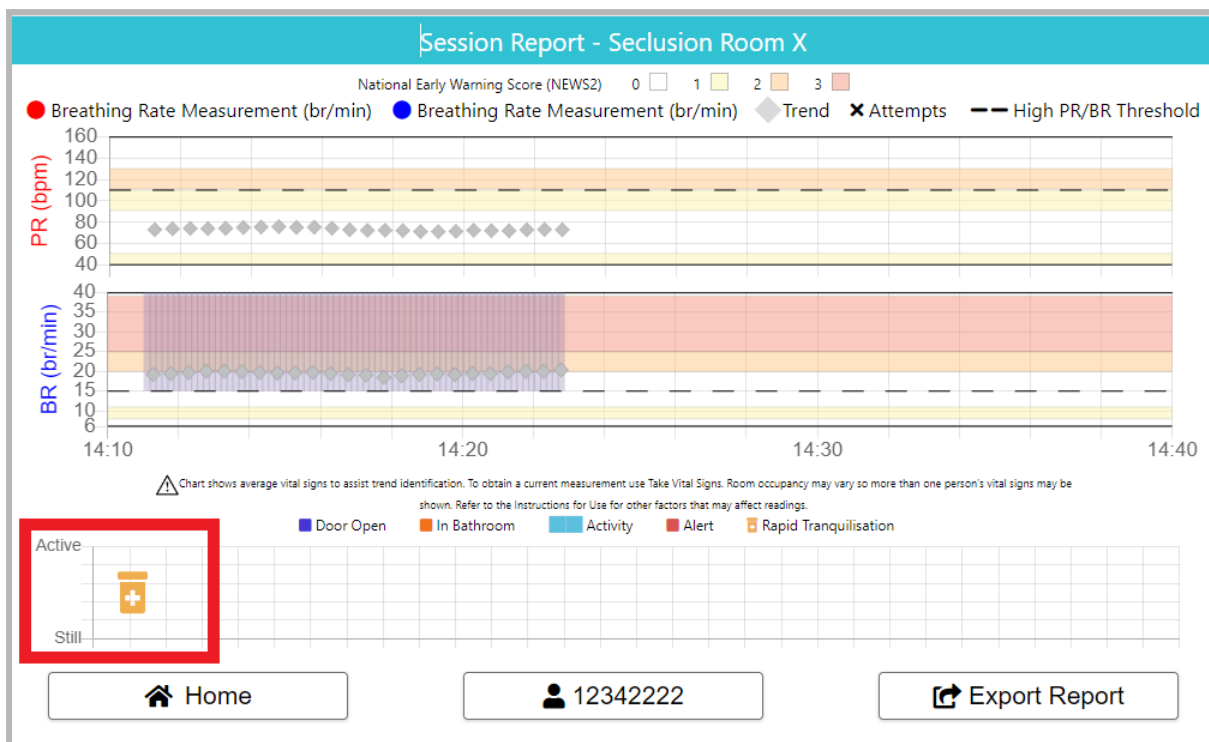 Session Report - Seclusion Room X
National Early Warning Score (NEWS2) 0 1 2 3
Breathing Rate Measurement (br/min) Breathing Rate Measurement (br/min) Trend Attempts High PR/BR Threshold
PR (bpm)
160
140
120
100
80
60
40
BR (br/min)
40
35
30
25
20
15
10
6
14:10 14:20 14:30 14:40
Chart shows average vital signs to assist trend identification. To obtain a current measurement use Take Vital Signs. Room occupancy may vary so more than one person's vital signs may be
shown. Refer to the Instructions for Use for other factors that may affect readings.
Door Open In Bathroom Activity Alert Rapid Tranquilisation
Active
Still
Home 12342222 Export Report